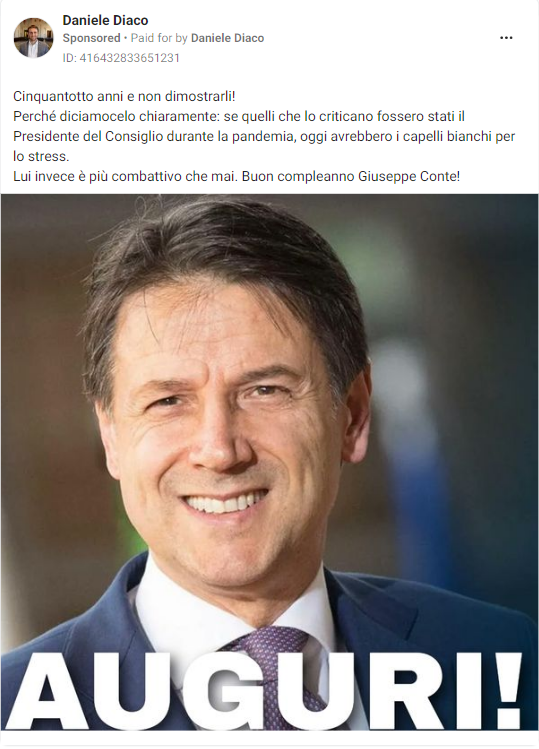 Daniele Diaco
Sponsored • Paid for by Daniele Diaco
ID: 416432833651231
Cinquantotto anni e non dimostrarli!
Perché diciamocelo chiaramente: se quelli che lo criticano fossero stati il
Presidente del Consiglio durante la pandemia, oggi avrebbero i capelli bianchi per
lo stress.
Lui invece è più combattivo che mai. Buon compleanno Giuseppe Conte!
AUGURI!